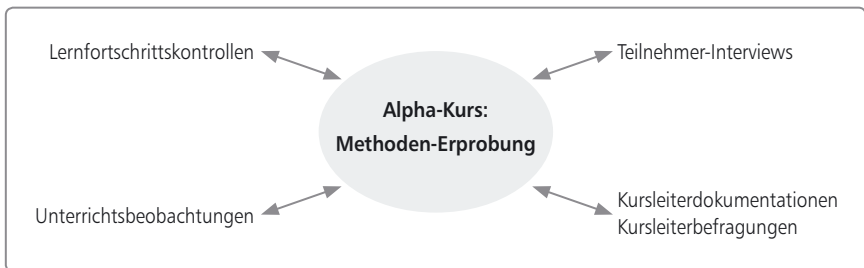 Lernfortschrittskontrollen
Teilnehmer-Interviews
Alpha-Kurs:
Methoden-Erprobung
Unterrichtsbeobachtungen
Kursleiterdokumentationen
Kursleiterbefragungen